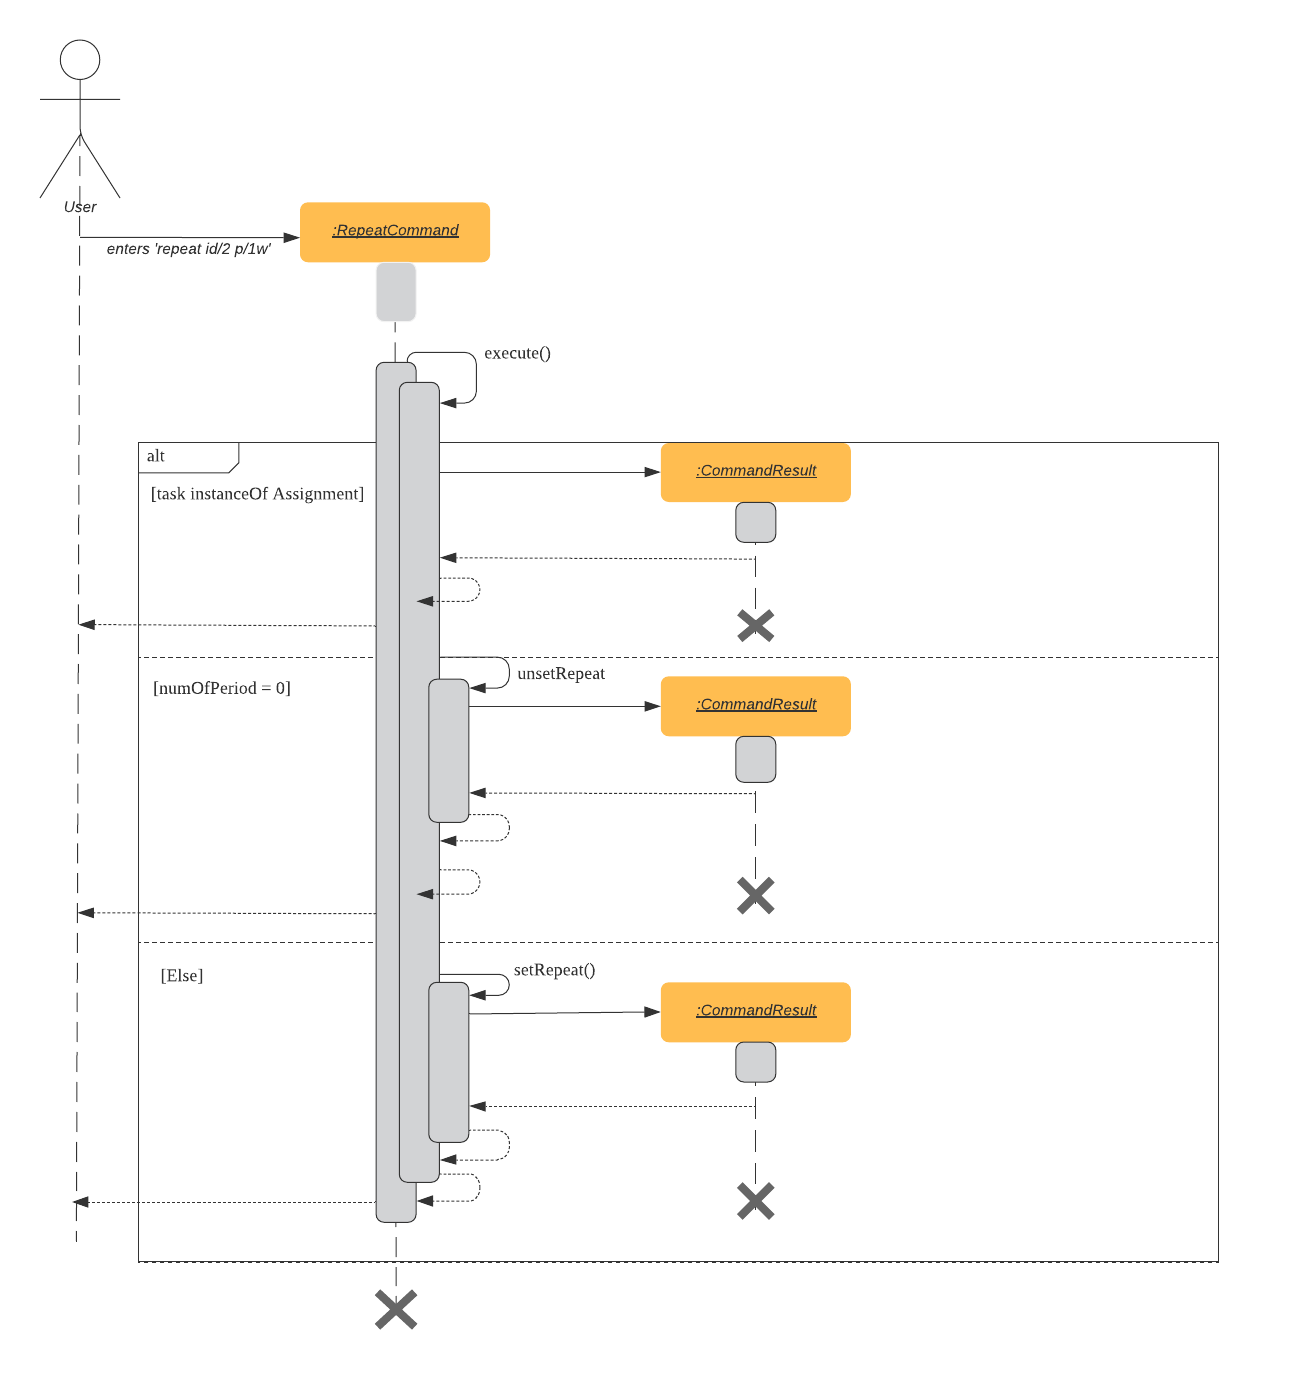 User
:RepeatCommand
enters 'repeat id/2 p/1w'
execute()
alt
:CommandResult
[task instanceOf Assignment]
unsetRepeat
[numOfPeriod = 0]
:CommandResult
setRepeat()
[Else]
:CommandResult